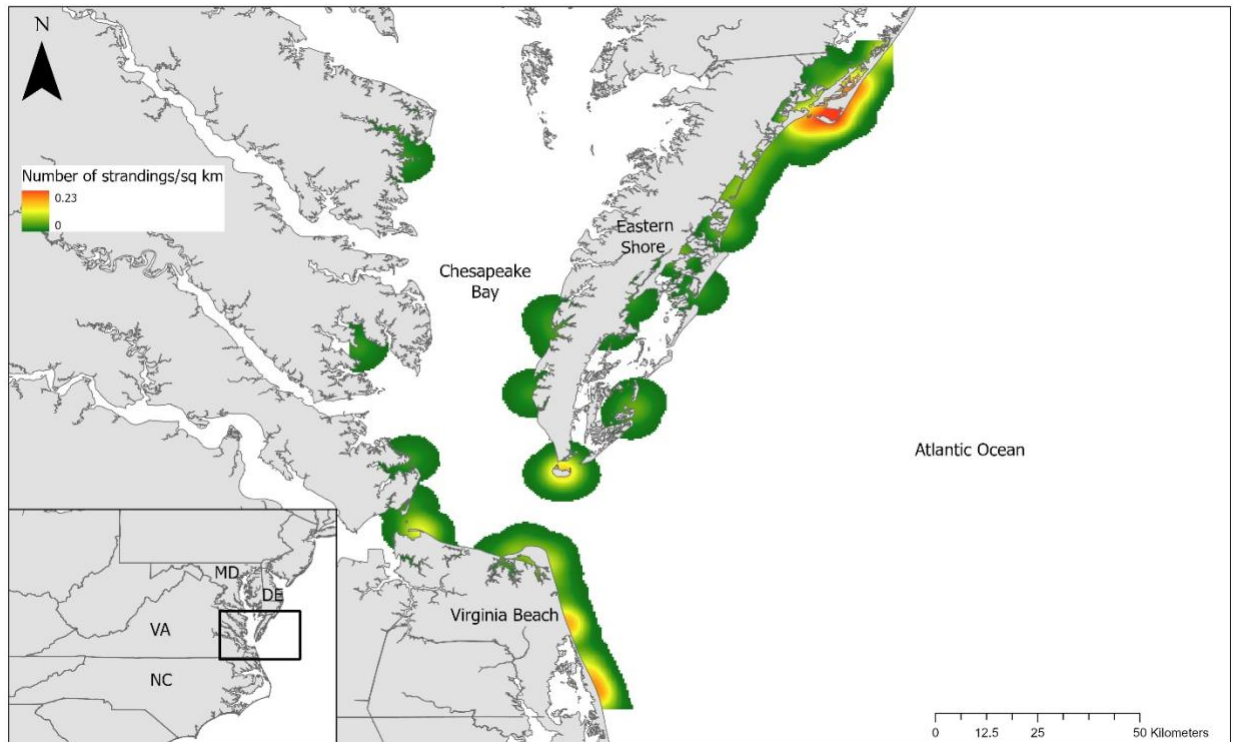 N
Number of strandings/sq km
0.23
0
Eastern
Shore
Chesapeake
Bay
Atlantic Ocean
Virginia Beach
MD
DE
VA
NC
0 12.5 25 50 Kilometers